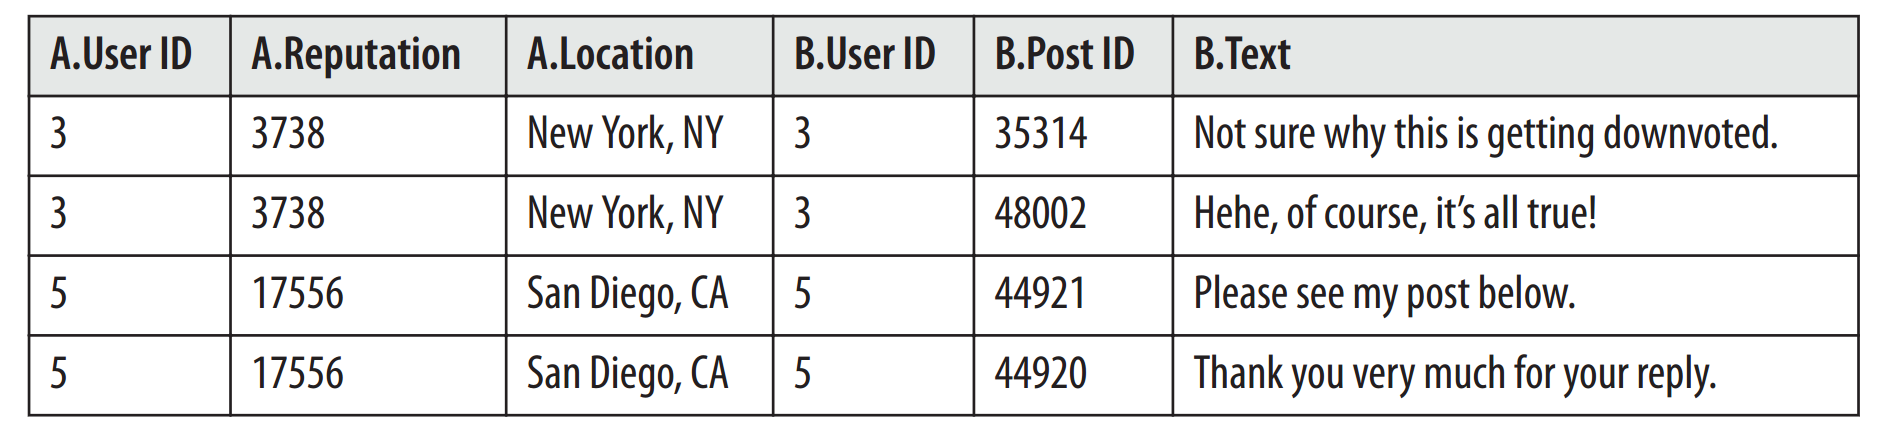 A.User ID A.Reputation A.Location B.User ID B.Post ID B.Text
3 3738 New York, NY 3 35314 Not sure why this is getting downvoted.
3 3738 New York, NY 3 48002 Hehe, of course, it’s all true!
5 17556 San Diego, CA 5 44921 Please see my post below.
5 17556 San Diego, CA 5 44920 Thank you very much for your reply.